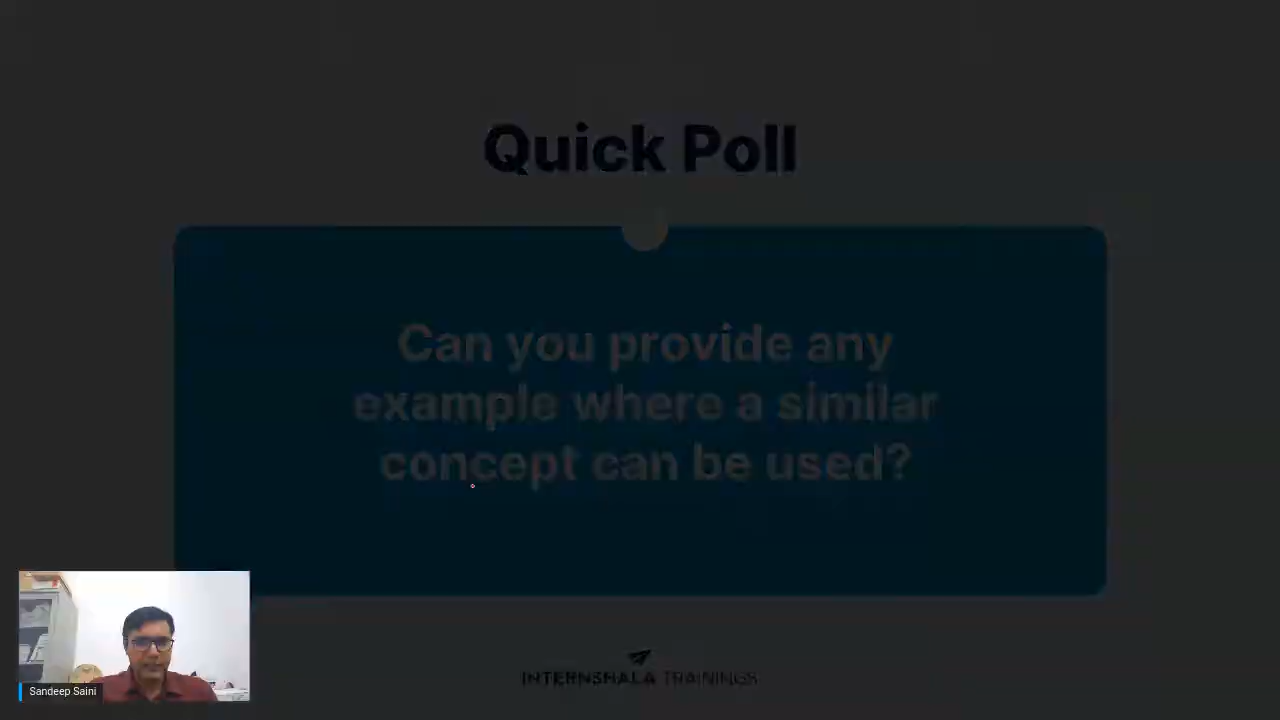 Quick Poll
Can you provide any
example where a similar
concept can be used?
Sandeep Saini
INTERNSHALA TRAININGS